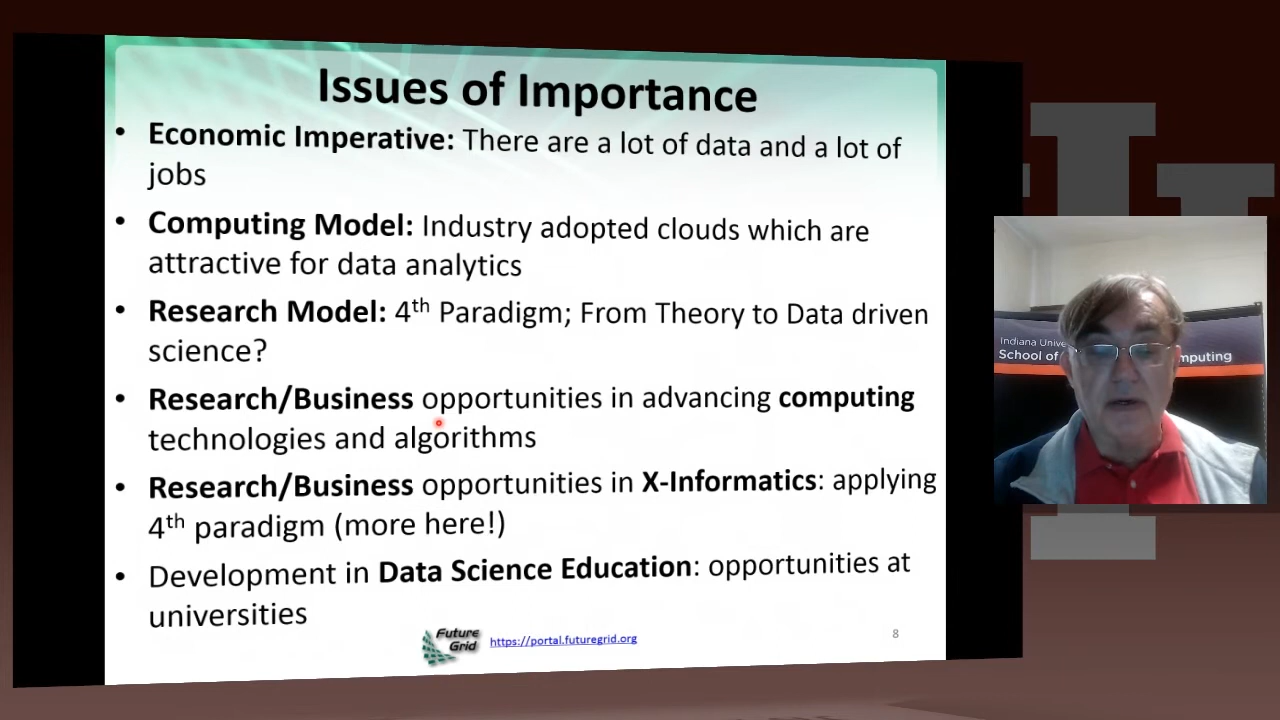 Issues of Importance
• Economic Imperative: There are a lot of data and a lot of
jobs
• Computing Model: Industry adopted clouds which are
attractive for data analytics
• Research Model: 4th Paradigm; From Theory to Data driven
science?
• Research/Business opportunities in advancing computing
technologies and algorithms
• Research/Business opportunities in X-Informatics: applying
4th paradigm (more here!)
• Development in Data Science Education: opportunities at
universities
Future
Grid
https://portal.futuregrid.org
8
Indiana
School of